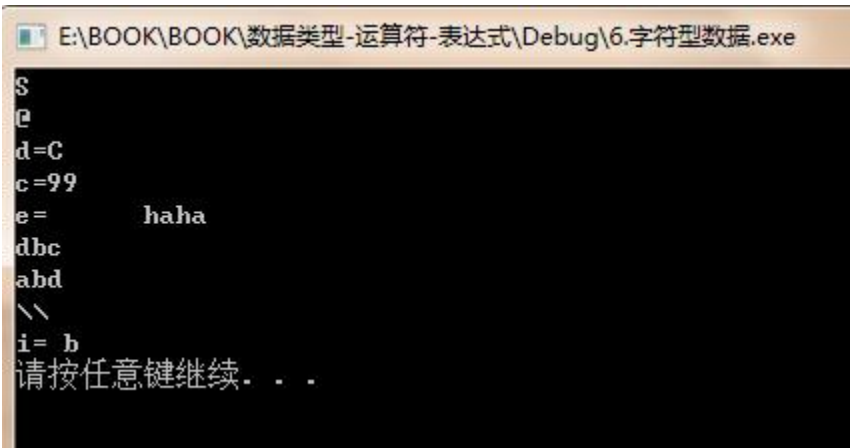 E:\BOOK\BOOK\数据类型-运算符-表达式\Debug\6.字符型数据.exe
S
@
d=C
c=99
e=      haha
dbc
abd
\\
i= b
请按任意键继续. . .